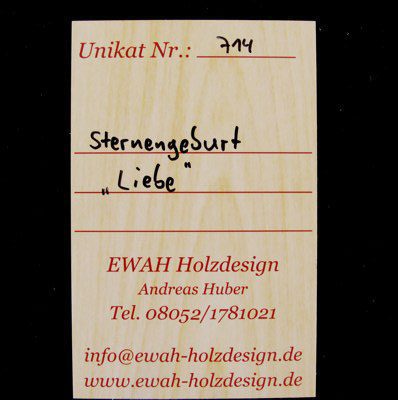 Unikat Nr.: 714
Sternengeburt
„Liebe"
EWAH Holzdesign
Andreas Huber
Tel. 08052/1781021
info@ewah-holzdesign.de
www.ewah-holzdesign.de